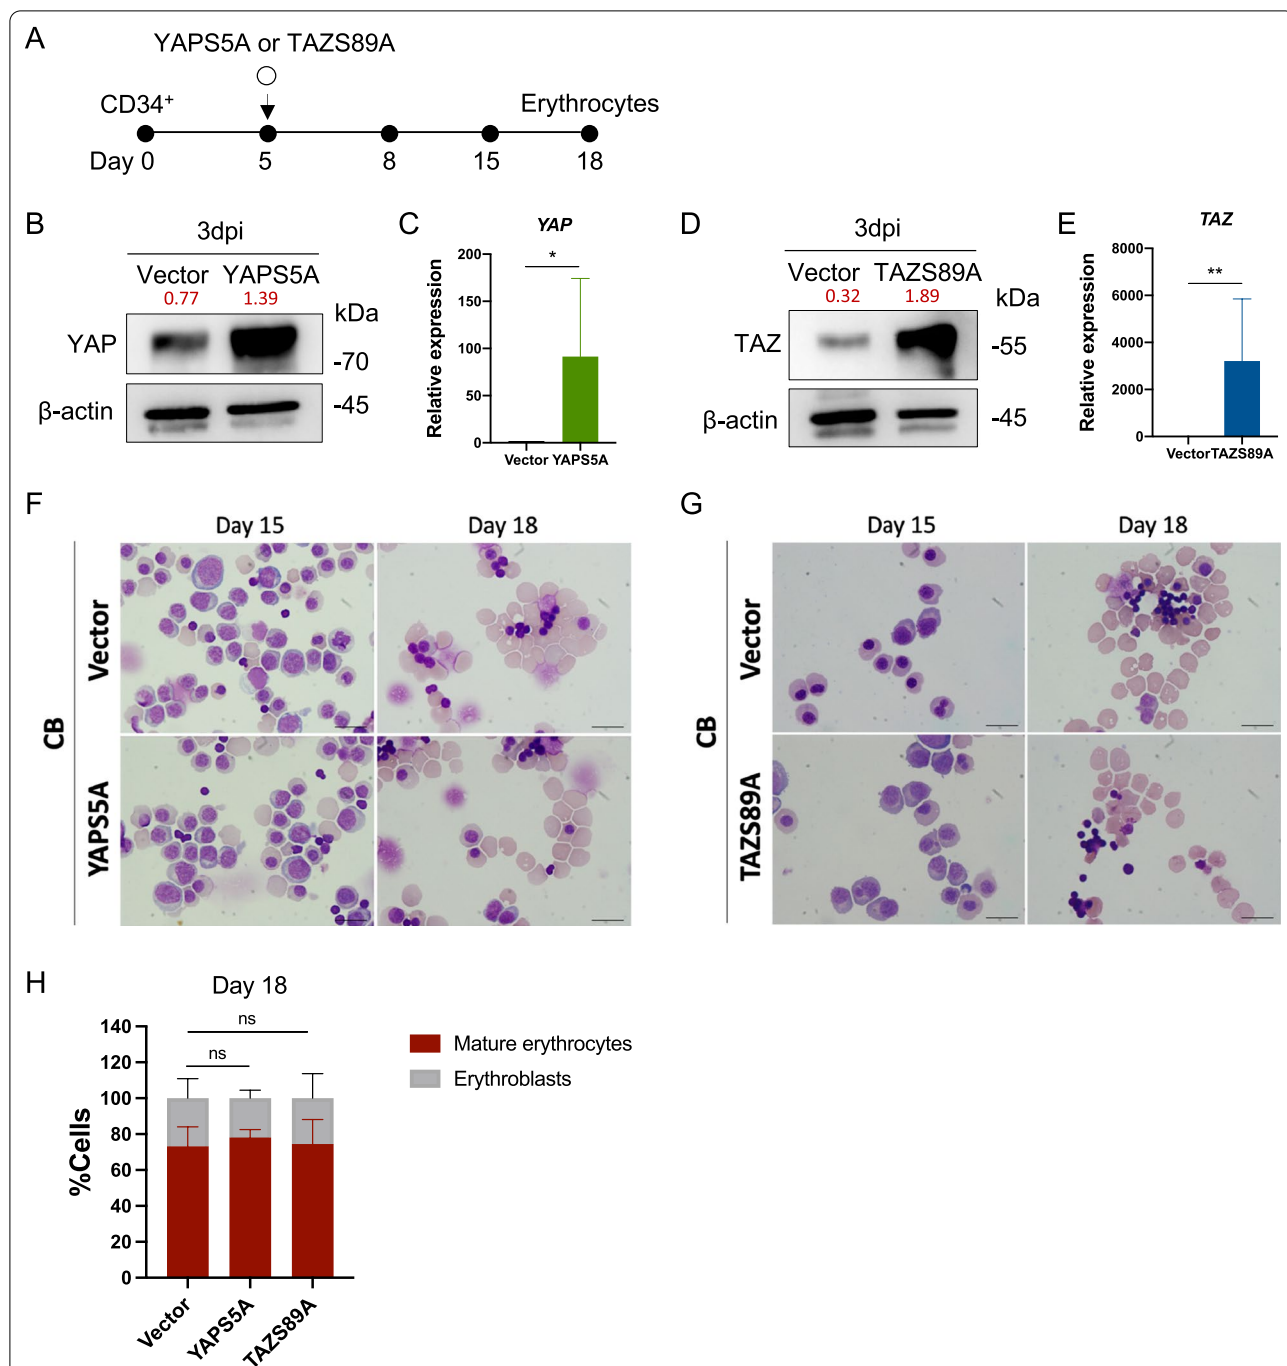 A
YAPS5A or TAZS89A
CD34+
Erythrocytes
Day 0 5 8 15 18
B
3dpi
Vector YAPS5A
0.77 1.39
kDa
YAP
-70
β-actin
-45
C
YAP
*
Relative expression
200
150
100
50
0
Vector YAPS5A
D
3dpi
Vector TAZS89A
0.32 1.89
kDa
TAZ
-55
β-actin
-45
E
TAZ
**
Relative expression
8000
6000
4000
2000
0
VectorTAZS89A
F
Day 15 Day 18
Vector
CB
YAPS5A
G
Day 15 Day 18
Vector
CB
TAZS89A
H
Day 18
ns
ns
%Cells
140
120
100
80
60
40
20
0
Vector
YAPS5A
TAZS89A
Mature erythrocytes
Erythroblasts